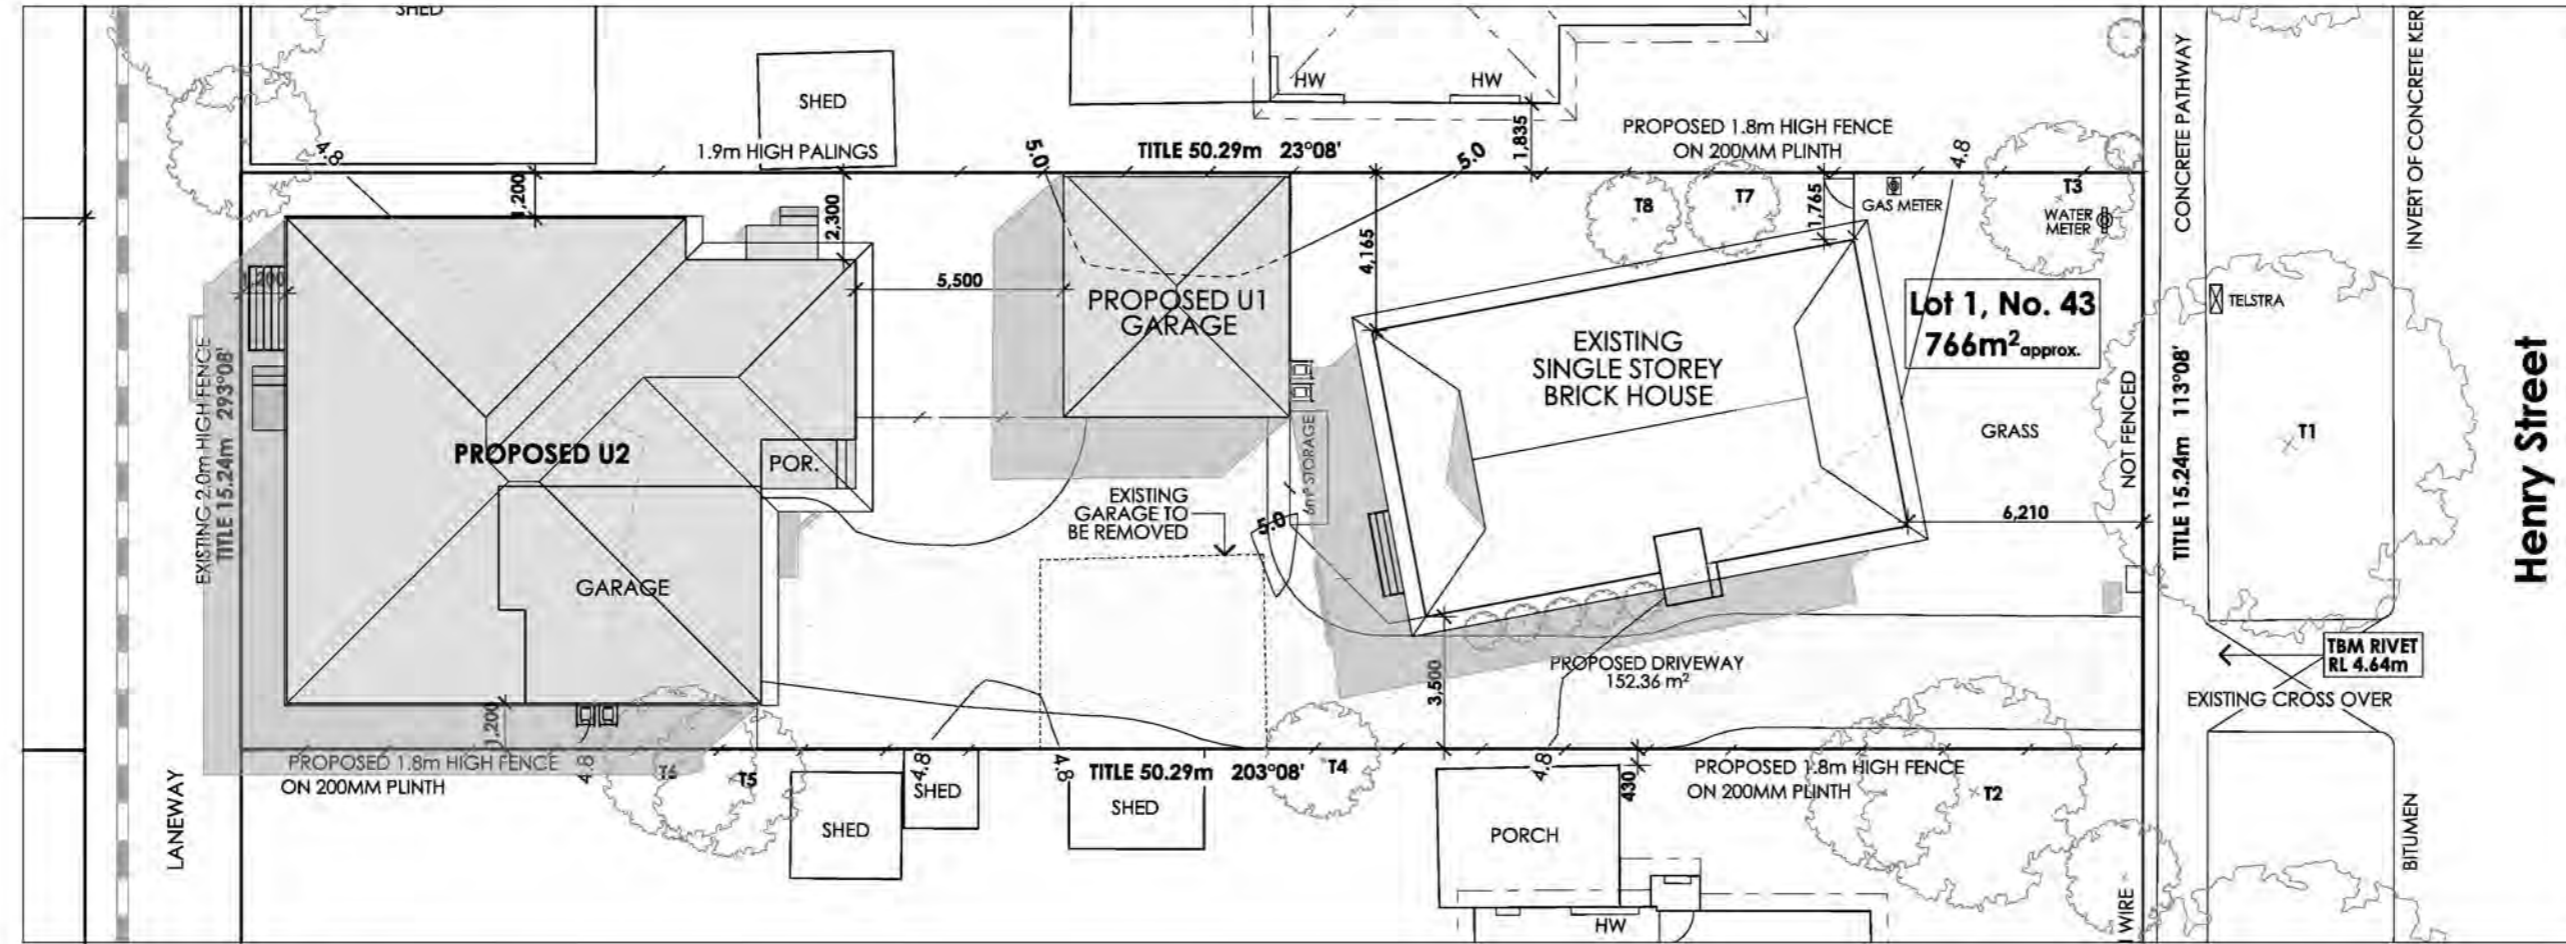 SHED
SHED
1.9m HIGH PALINGS
4.8
1,200
2,300
5.0
TITLE 50.29m 23°08'
5.0
HW
HW
1,835
PROPOSED 1.8m HIGH FENCE
ON 200MM PLINTH
4.8
T8
T7
1,765
GAS METER
T3
WATER
METER
CONCRETE PATHWAY
INVERT OF CONCRETE KER
1,200
5,500
PROPOSED U1
GARAGE
4,165
EXISTING
SINGLE STOREY
BRICK HOUSE
Lot 1, No. 43
766m² approx.
TELSTRA
EXISTING 2.0m HIGH FENCE
TITLE 15.24m 293°08'
PROPOSED U2
POR.
GARAGE
EXISTING
GARAGE TO
BE REMOVED
5.0
6m³ STORAGE
GRASS
NOT FENCED
TITLE 15.24m 113°08'
T1
6,210
Henry Street
TBM RIVET
RL 4.64m
EXISTING CROSS OVER
PROPOSED DRIVEWAY
152.36 m²
3,500
1,200
LANEWAY
PROPOSED 1.8m HIGH FENCE
ON 200MM PLINTH
4.8
T6
T5
SHED
4.8
SHED
4.8
TITLE 50.29m 203°08'
SHED
T4
4.8
430
PORCH
PROPOSED 1.8m HIGH FENCE
ON 200MM PLINTH
T2
HW
WIRE
BITUMEN